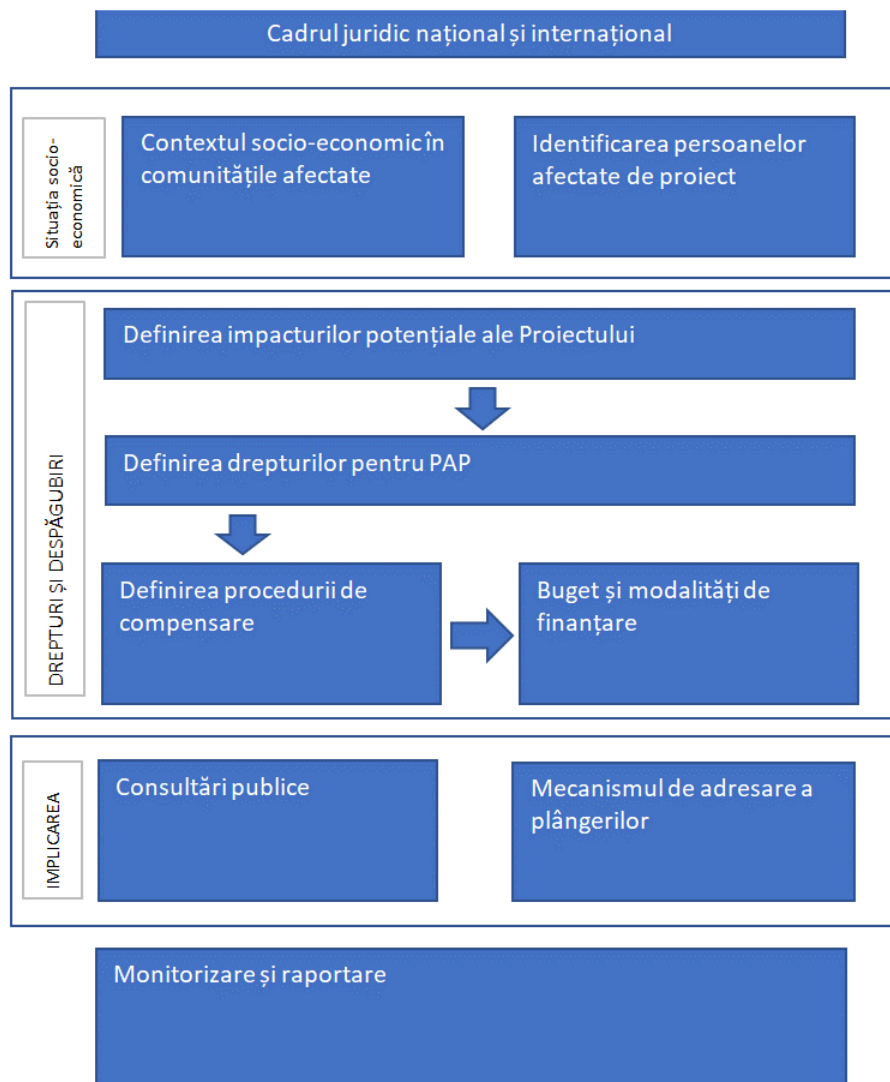 Cadrul juridic național și internațional
Situația socio-
economică
Contextul socio-economic în
comunitățile afectate
Identificarea persoanelor
afectate de proiect
DREPTURI ȘI DESPĂGUBIRI
Definirea impacturilor potențiale ale Proiectului
Definirea drepturilor pentru PAP
Definirea procedurii de
compensare
Buget și modalități de
finanțare
IMPLICAREA
Consultări publice
Mecanismul de adresare a
plângerilor
Monitorizare și raportare